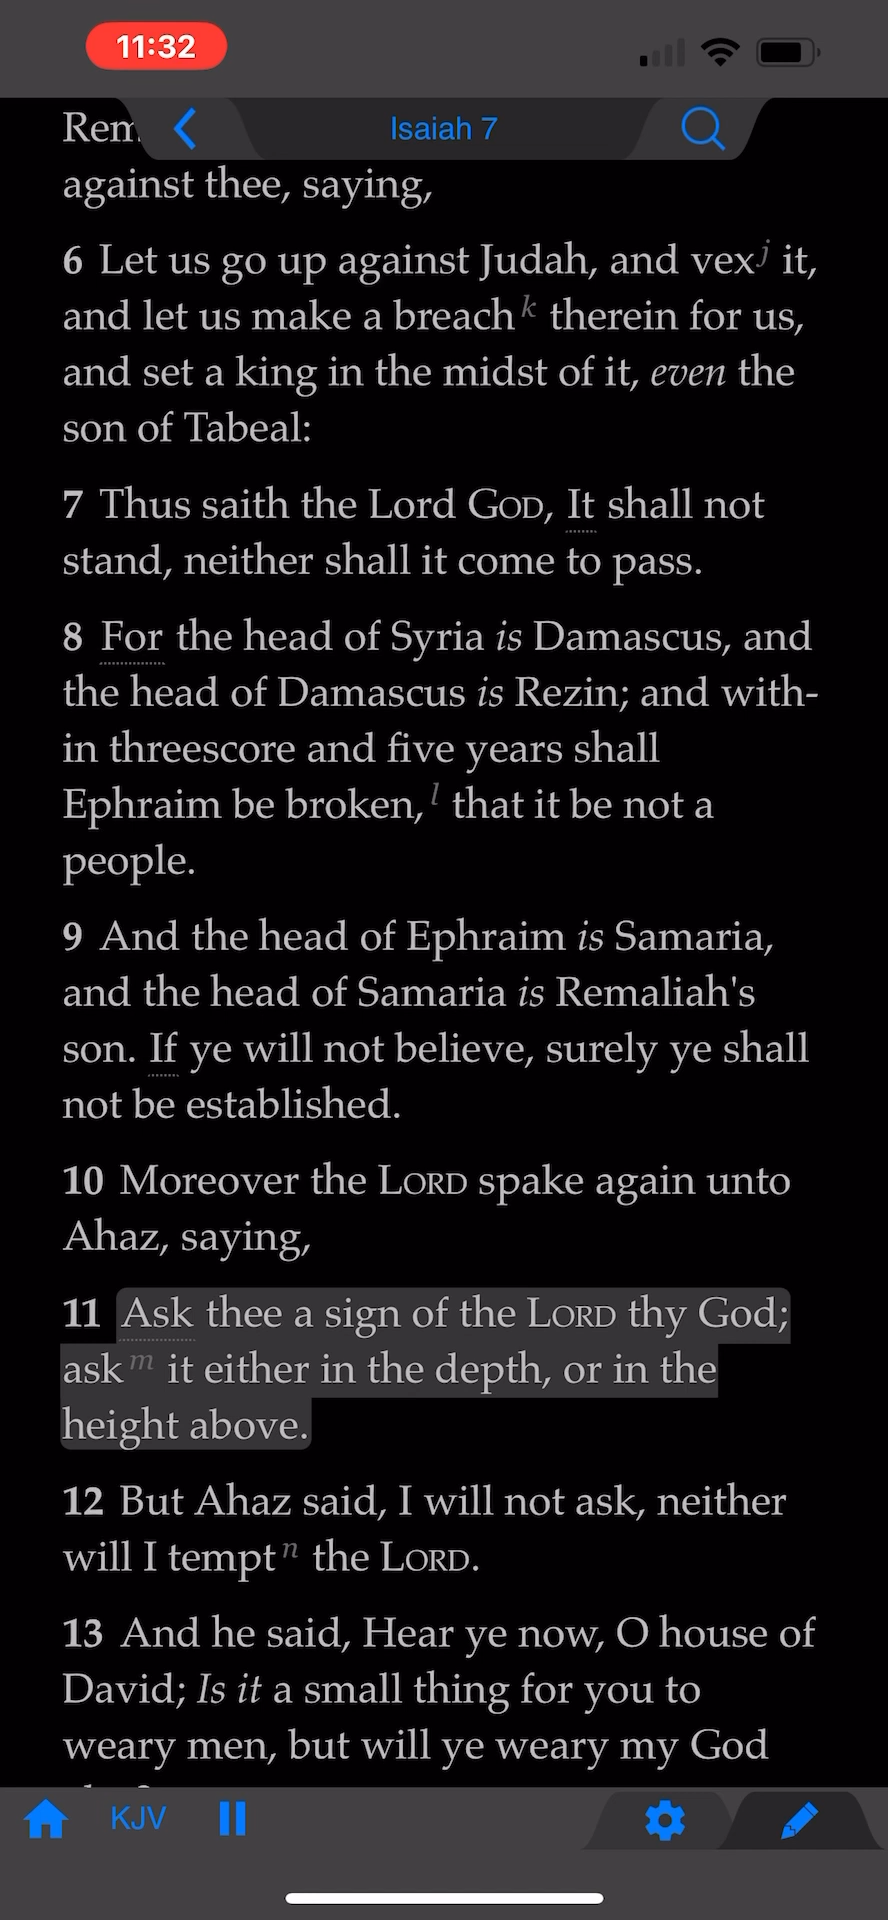 11:32
Isaiah 7
against thee, saying,
6 Let us go up against Judah, and vex j it,
and let us make a breach k therein for us,
and set a king in the midst of it, even the
son of Tabeal:
7 Thus saith the Lord GOD, It shall not
stand, neither shall it come to pass.
8 For the head of Syria is Damascus, and
the head of Damascus is Rezin; and with-
in threescore and five years shall
Ephraim be broken, l that it be not a
people.
9 And the head of Ephraim is Samaria,
and the head of Samaria is Remaliah's
son. If ye will not believe, surely ye shall
not be established.
10 Moreover the LORD spake again unto
Ahaz, saying,
11 Ask thee a sign of the LORD thy God;
ask m it either in the depth, or in the
height above.
12 But Ahaz said, I will not ask, neither
will I tempt n the LORD.
13 And he said, Hear ye now, O house of
David; Is it a small thing for you to
weary men, but will ye weary my God
KJV